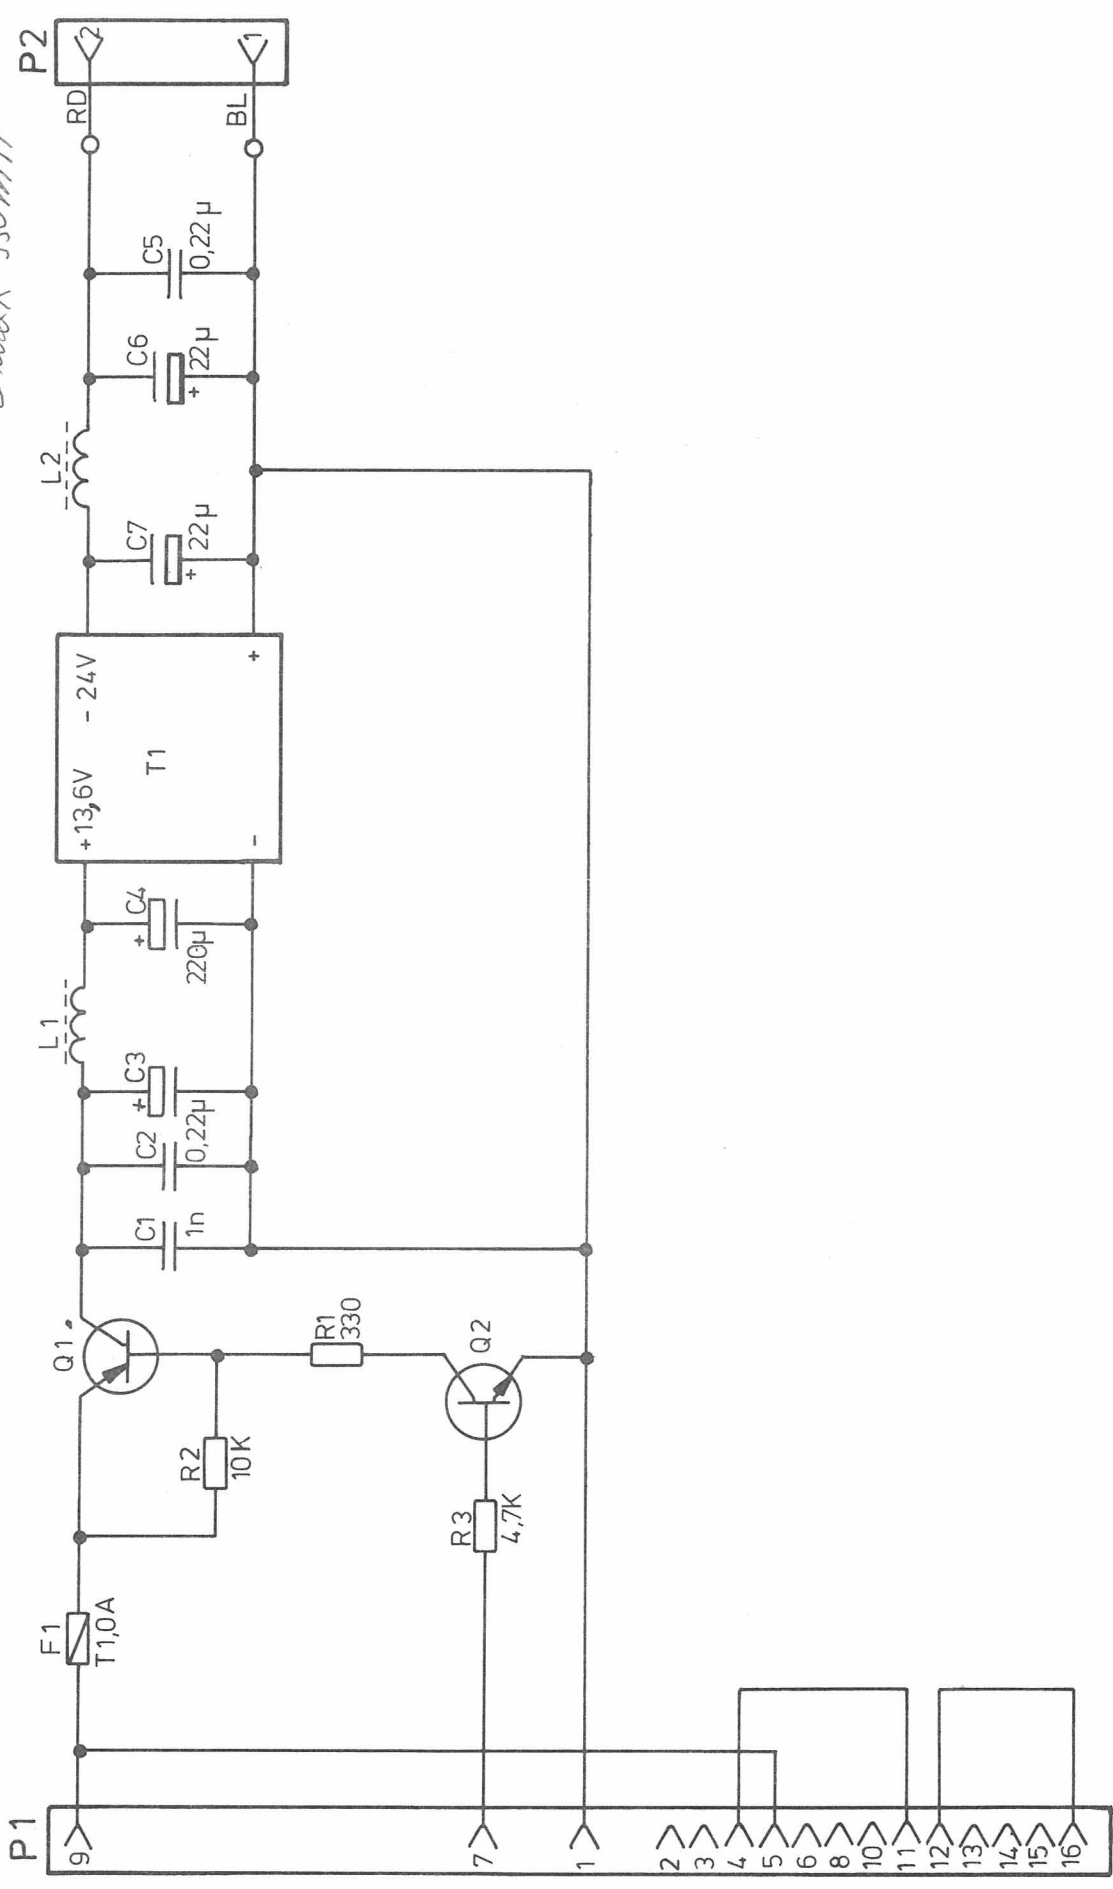 P1
9
7
1
2
3
4
5
6
8
10
11
12
13
14
15
16
F1
T1,0A
R2
10K
R3
4,7K
Q1
R1
330
Q2
C1
1n
C2
0,22µ
C3
+
L1
C4
+
220µ
+13,6V - 24V
T1
- +
C7
+ 22µ
L2
C6
+ 22µ
C5
0,22µ
RD
BL
P2
2
1